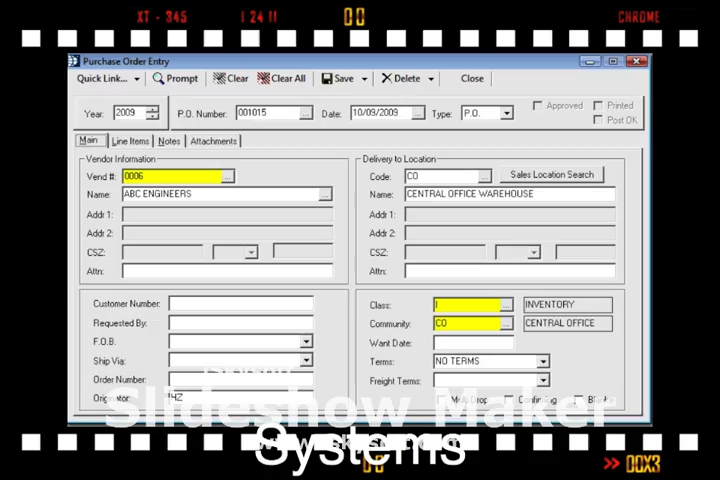 XT - 345 1 24 11 00 CHROME
Purchase Order Entry
Quick Link... Prompt Clear Clear All Save Delete Close
Year: 2009 P.O. Number: 001015 Date: 10/09/2009 Type: P.O. Approved Printed
Post OK
Main Line Items Notes Attachments
Vendor Information
Vend #: 0006
Name: ABC ENGINEERS
Addr 1:
Addr 2:
CSZ:
Attn:
Delivery to Location
Code: CO Sales Location Search
Name: CENTRAL OFFICE WAREHOUSE
Addr 1:
Addr 2:
CSZ:
Attn:
Customer Number:
Requested By:
F.O.B.:
Ship Via:
Order Number:
Originator:
Class: I INVENTORY
Community: CO CENTRAL OFFICE
Want Date:
Terms: NO TERMS
Freight Terms:
Mult Drop Confirming
Slideshow Maker
Systems
00 >> 00X3